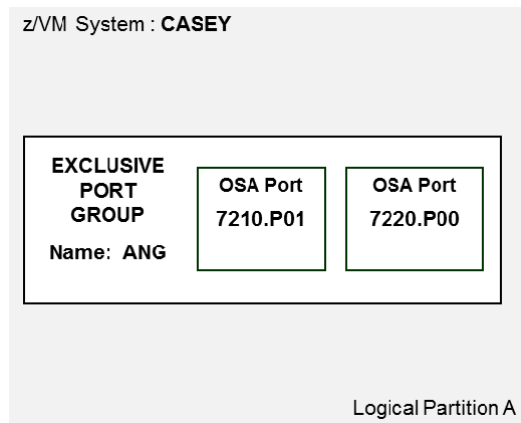 z/VM System : CASEY
EXCLUSIVE
PORT
GROUP
Name: ANG
OSA Port
7210.P01
OSA Port
7220.P00
Logical Partition A